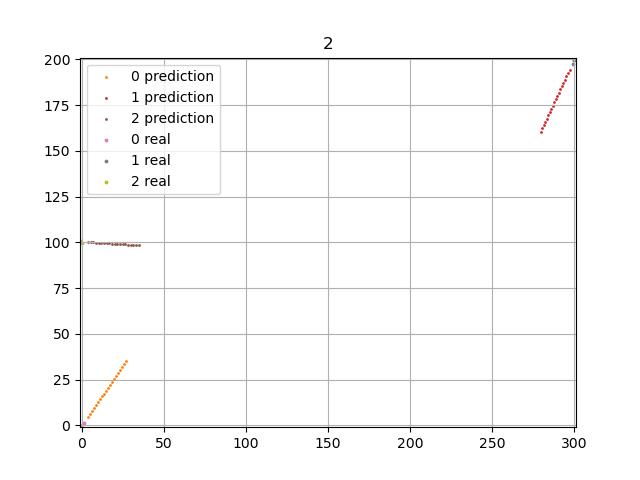 2
200
175
150
125
100
75
50
25
0
0 prediction
1 prediction
2 prediction
0 real
1 real
2 real
0 50 100 150 200 250 300